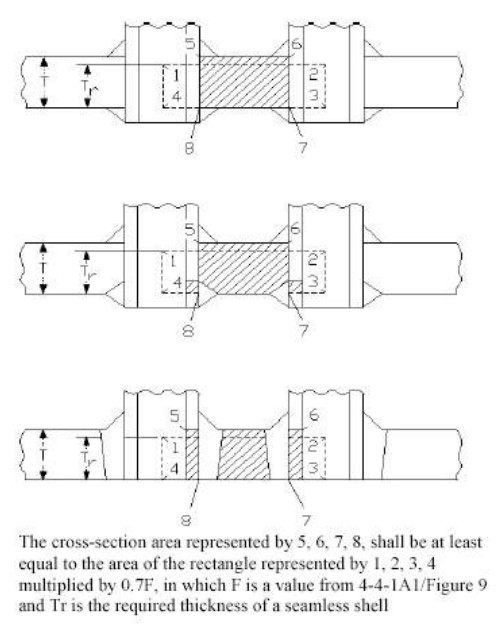 5 6
1 2
T Tr
4 3
8 7
5 6
1 2
T Tr
4 3
8 7
5 6
1 2
T Tr
4 3
8 7
The cross-section area represented by 5, 6, 7, 8, shall be at least
equal to the area of the rectangle represented by 1, 2, 3, 4
multiplied by 0.7F, in which F is a value from 4-4-1A1/Figure 9
and Tr is the required thickness of a seamless shell